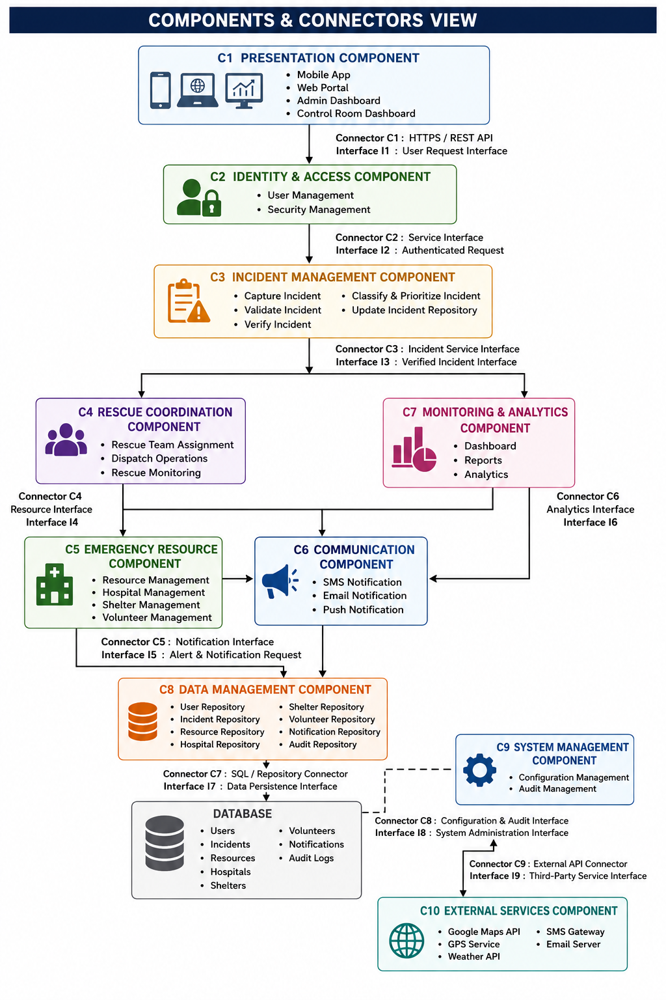 COMPONENTS & CONNECTORS VIEW
C1 PRESENTATION COMPONENT
• Mobile App
• Web Portal
• Admin Dashboard
• Control Room Dashboard
Connector C1 : HTTPS / REST API
Interface I1 : User Request Interface
C2 IDENTITY & ACCESS COMPONENT
• User Management
• Security Management
Connector C2 : Service Interface
Interface I2 : Authenticated Request
C3 INCIDENT MANAGEMENT COMPONENT
• Capture Incident
• Validate Incident
• Verify Incident
• Classify & Prioritize Incident
• Update Incident Repository
Connector C3 : Incident Service Interface
Interface I3 : Verified Incident Interface
C4 RESCUE COORDINATION
COMPONENT
• Rescue Team Assignment
• Dispatch Operations
• Rescue Monitoring
C7 MONITORING & ANALYTICS
COMPONENT
• Dashboard
• Reports
• Analytics
Connector C4
Resource Interface
Interface I4
Connector C6
Analytics Interface
Interface I6
C5 EMERGENCY RESOURCE
COMPONENT
• Resource Management
• Hospital Management
• Shelter Management
• Volunteer Management
C6 COMMUNICATION
COMPONENT
• SMS Notification
• Email Notification
• Push Notification
Connector C5 : Notification Interface
Interface I5 : Alert & Notification Request
C8 DATA MANAGEMENT COMPONENT
• User Repository
• Incident Repository
• Resource Repository
• Hospital Repository
• Shelter Repository
• Volunteer Repository
• Notification Repository
• Audit Repository
C9 SYSTEM MANAGEMENT
COMPONENT
• Configuration Management
• Audit Management
Connector C7 : SQL / Repository Connector
Interface I7 : Data Persistence Interface
DATABASE
• Users
• Incidents
• Resources
• Hospitals
• Shelters
• Volunteers
• Notifications
• Audit Logs
Connector C8 : Configuration & Audit Interface
Interface I8 : System Administration Interface
Connector C9 : External API Connector
Interface I9 : Third-Party Service Interface
C10 EXTERNAL SERVICES COMPONENT
• Google Maps API
• GPS Service
• Weather API
• SMS Gateway
• Email Server